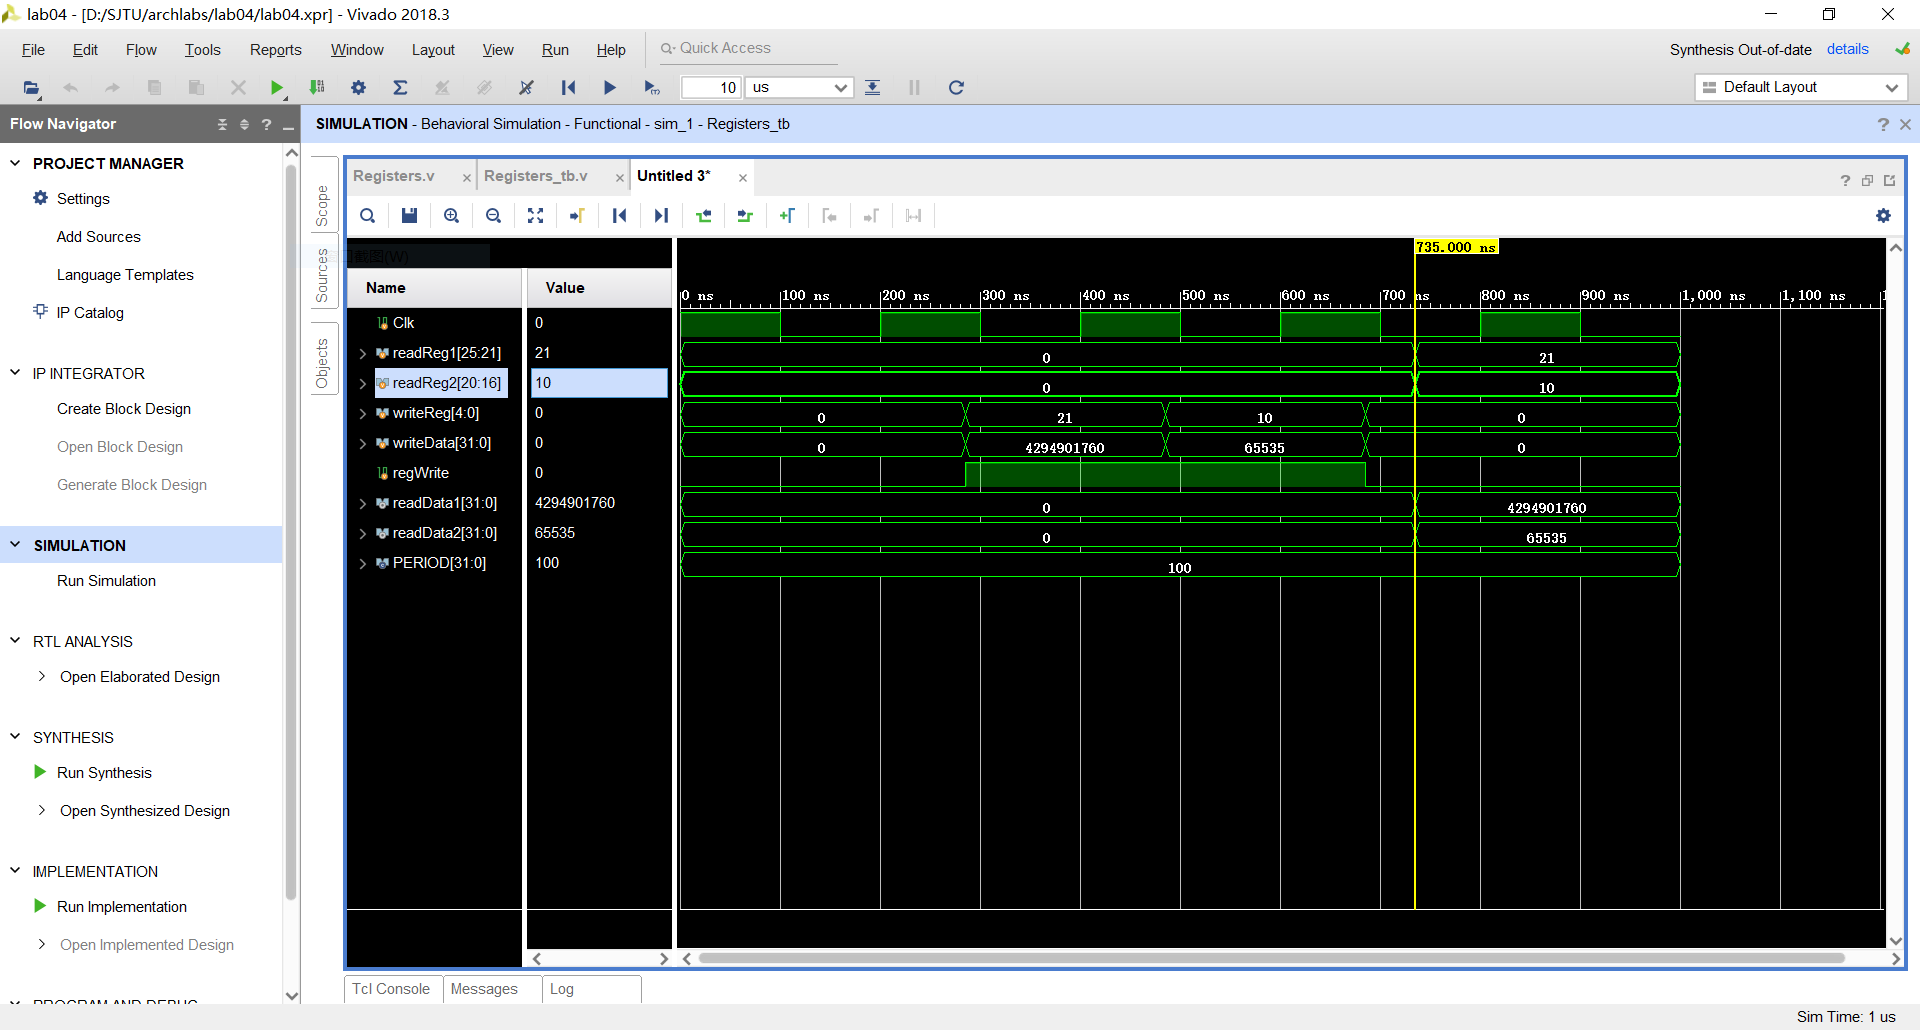 lab04 - [D:/SJTU/archlabs/lab04/lab04.xpr] - Vivado 2018.3
File Edit Flow Tools Reports Window Layout View Run Help Quick Access
Synthesis Out-of-date details
10 us
Default Layout
Flow Navigator
SIMULATION - Behavioral Simulation - Functional - sim_1 - Registers_tb
PROJECT MANAGER
Settings
Add Sources
Language Templates
IP Catalog
IP INTEGRATOR
Create Block Design
Open Block Design
Generate Block Design
SIMULATION
Run Simulation
RTL ANALYSIS
Open Elaborated Design
SYNTHESIS
Run Synthesis
Open Synthesized Design
IMPLEMENTATION
Run Implementation
Open Implemented Design
PROGRAM AND DEBUG
Scope
Sources
Objects
Registers.v Registers_tb.v Untitled 3*
735.000 ns
Name Value
0 ns 100 ns 200 ns 300 ns 400 ns 500 ns 600 ns 700 ns 800 ns 900 ns 1,000 ns 1,100 ns
Clk 0
readReg1[25:21] 21 0 21
readReg2[20:16] 10 0 10
writeReg[4:0] 0 0 21 10 0
writeData[31:0] 0 0 4294901760 65535 0
regWrite 0
readData1[31:0] 4294901760 0 4294901760
readData2[31:0] 65535 0 65535
PERIOD[31:0] 100 100
Tcl Console Messages Log
Sim Time: 1 us